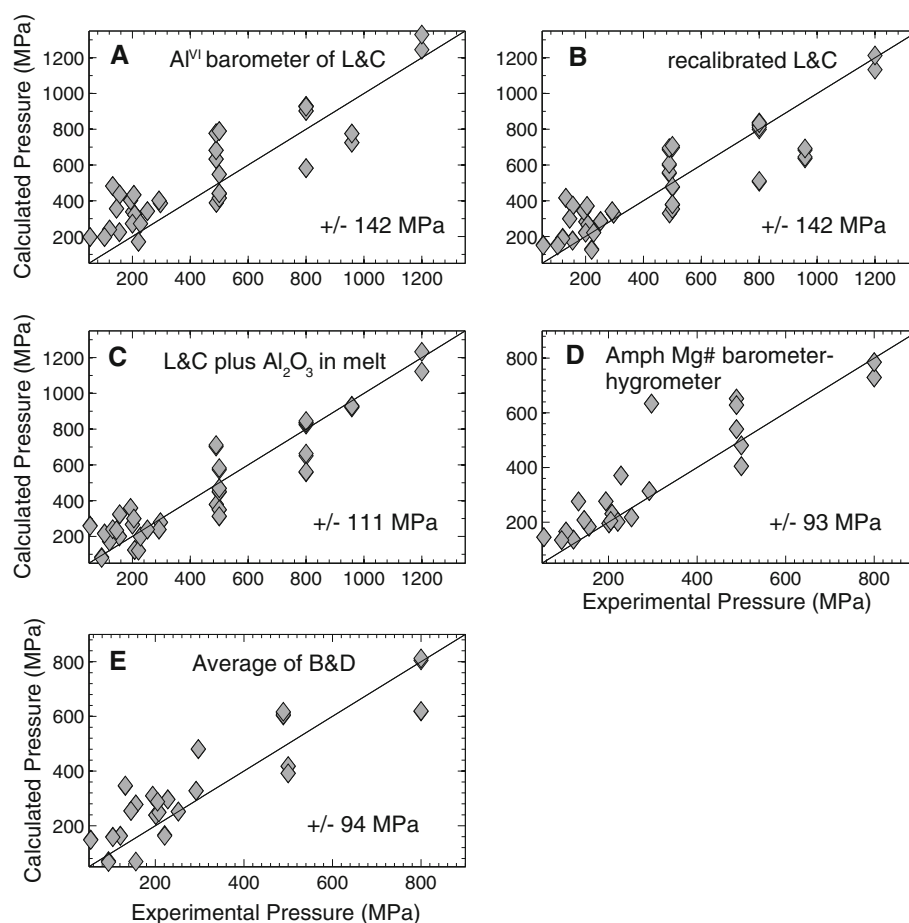 A
Al^VI barometer of L&C
+/- 142 MPa
Calculated Pressure (MPa)
1200
1000
800
600
400
200
200 400 600 800 1000 1200
B
recalibrated L&C
+/- 142 MPa
1200
1000
800
600
400
200
200 400 600 800 1000 1200
C
L&C plus Al₂O₃ in melt
+/- 111 MPa
Calculated Pressure (MPa)
1200
1000
800
600
400
200
200 400 600 800 1000 1200
D
Amph Mg# barometer-
hygrometer
+/- 93 MPa
800
600
400
200
200 400 600 800
Experimental Pressure (MPa)
E
Average of B&D
+/- 94 MPa
Calculated Pressure (MPa)
800
600
400
200
200 400 600 800
Experimental Pressure (MPa)